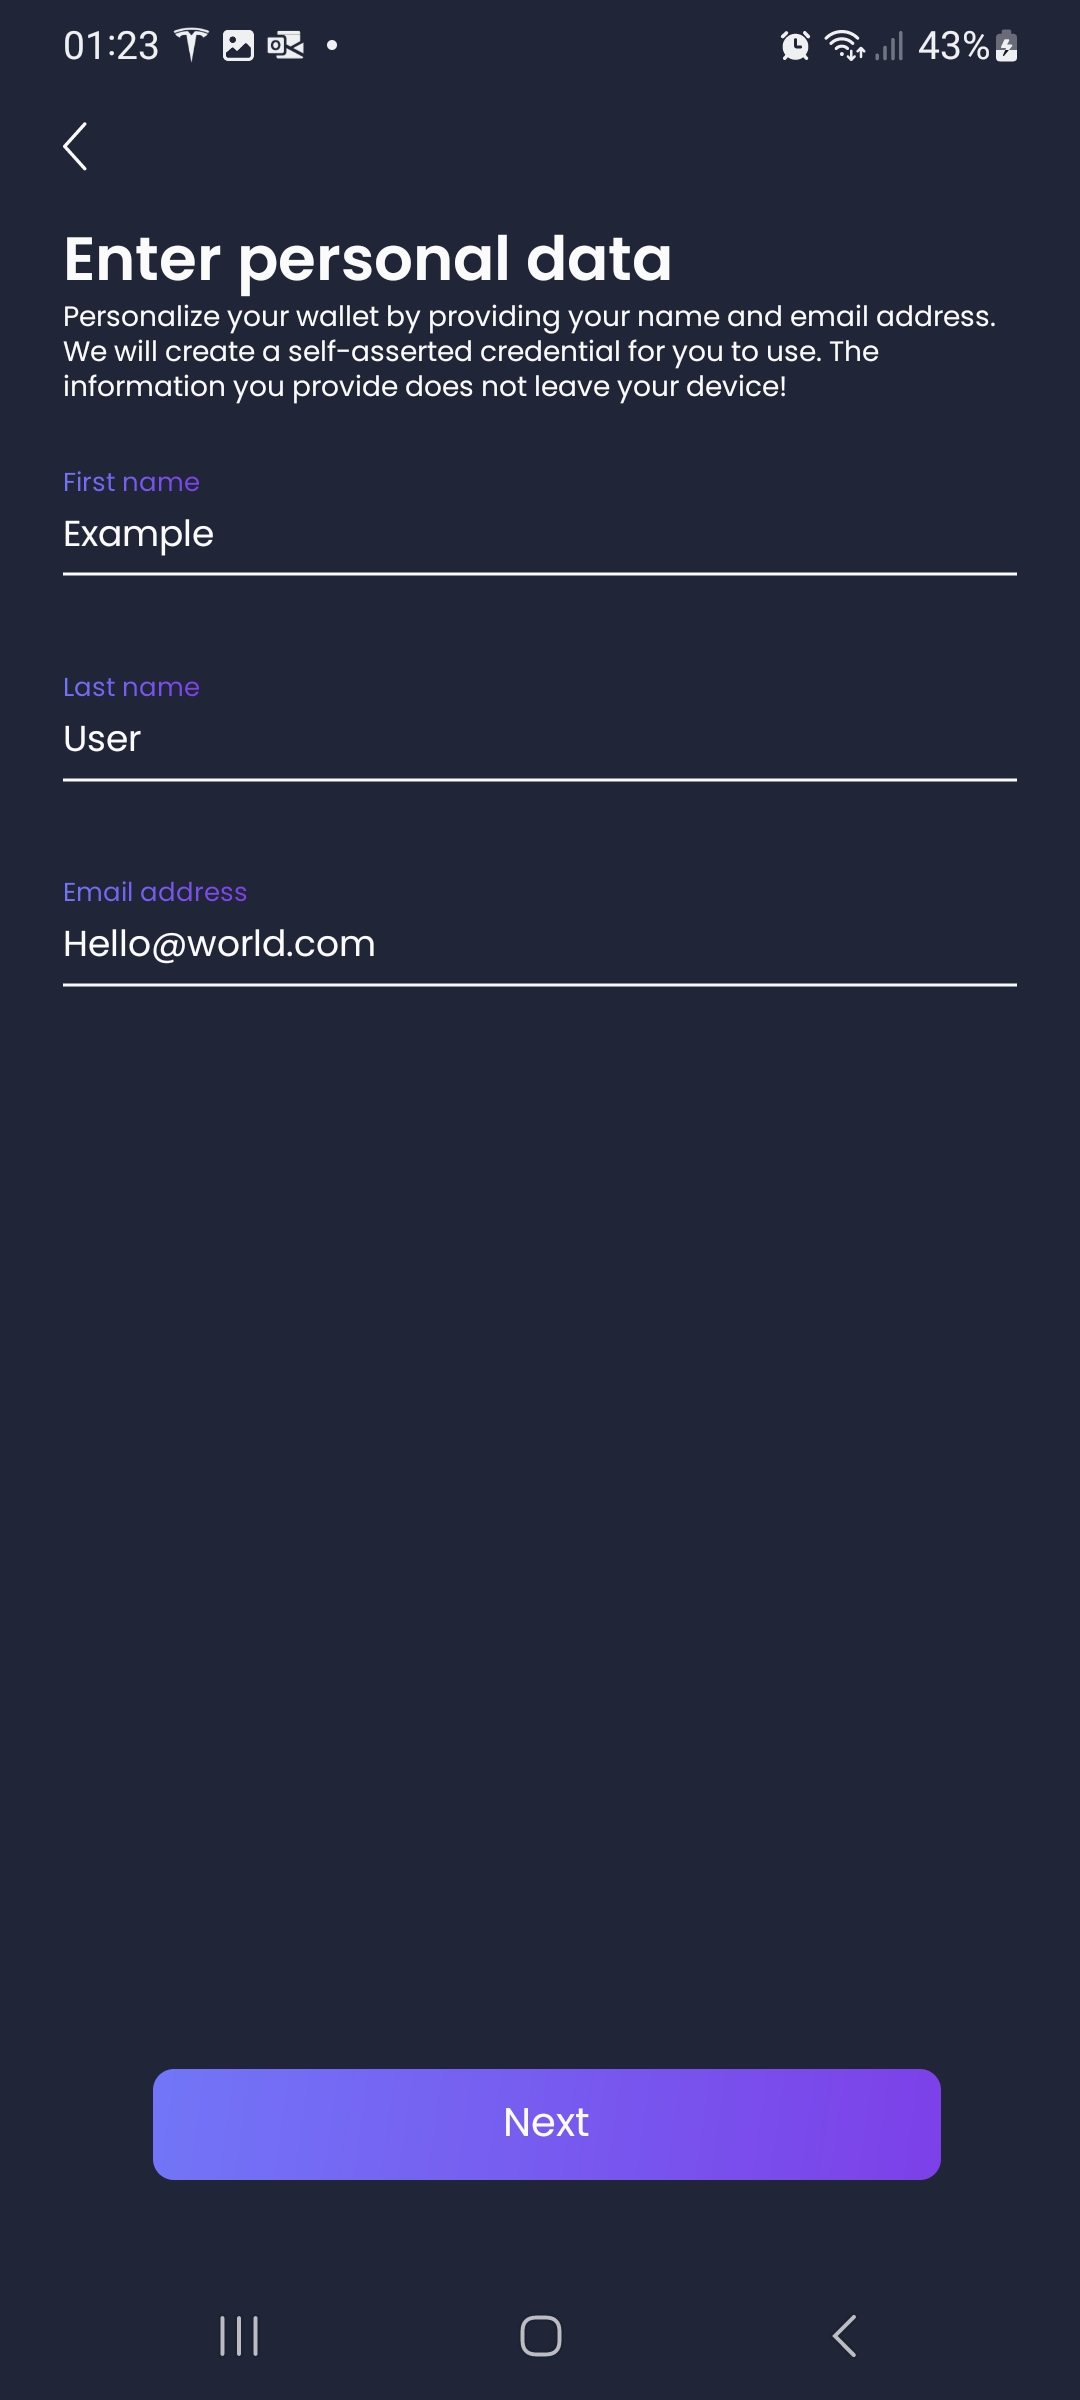 01:23
43%
Enter personal data
Personalize your wallet by providing your name and email address.
We will create a self-asserted credential for you to use. The
information you provide does not leave your device!
First name
Example
Last name
User
Email address
Hello@world.com
Next